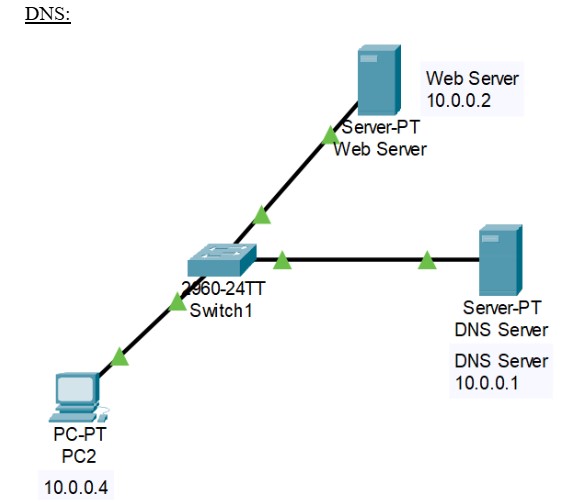 DNS:
Web Server
10.0.0.2
Server-PT
Web Server
2960-24TT
Switch1
Server-PT
DNS Server
DNS Server
10.0.0.1
PC-PT
PC2
10.0.0.4